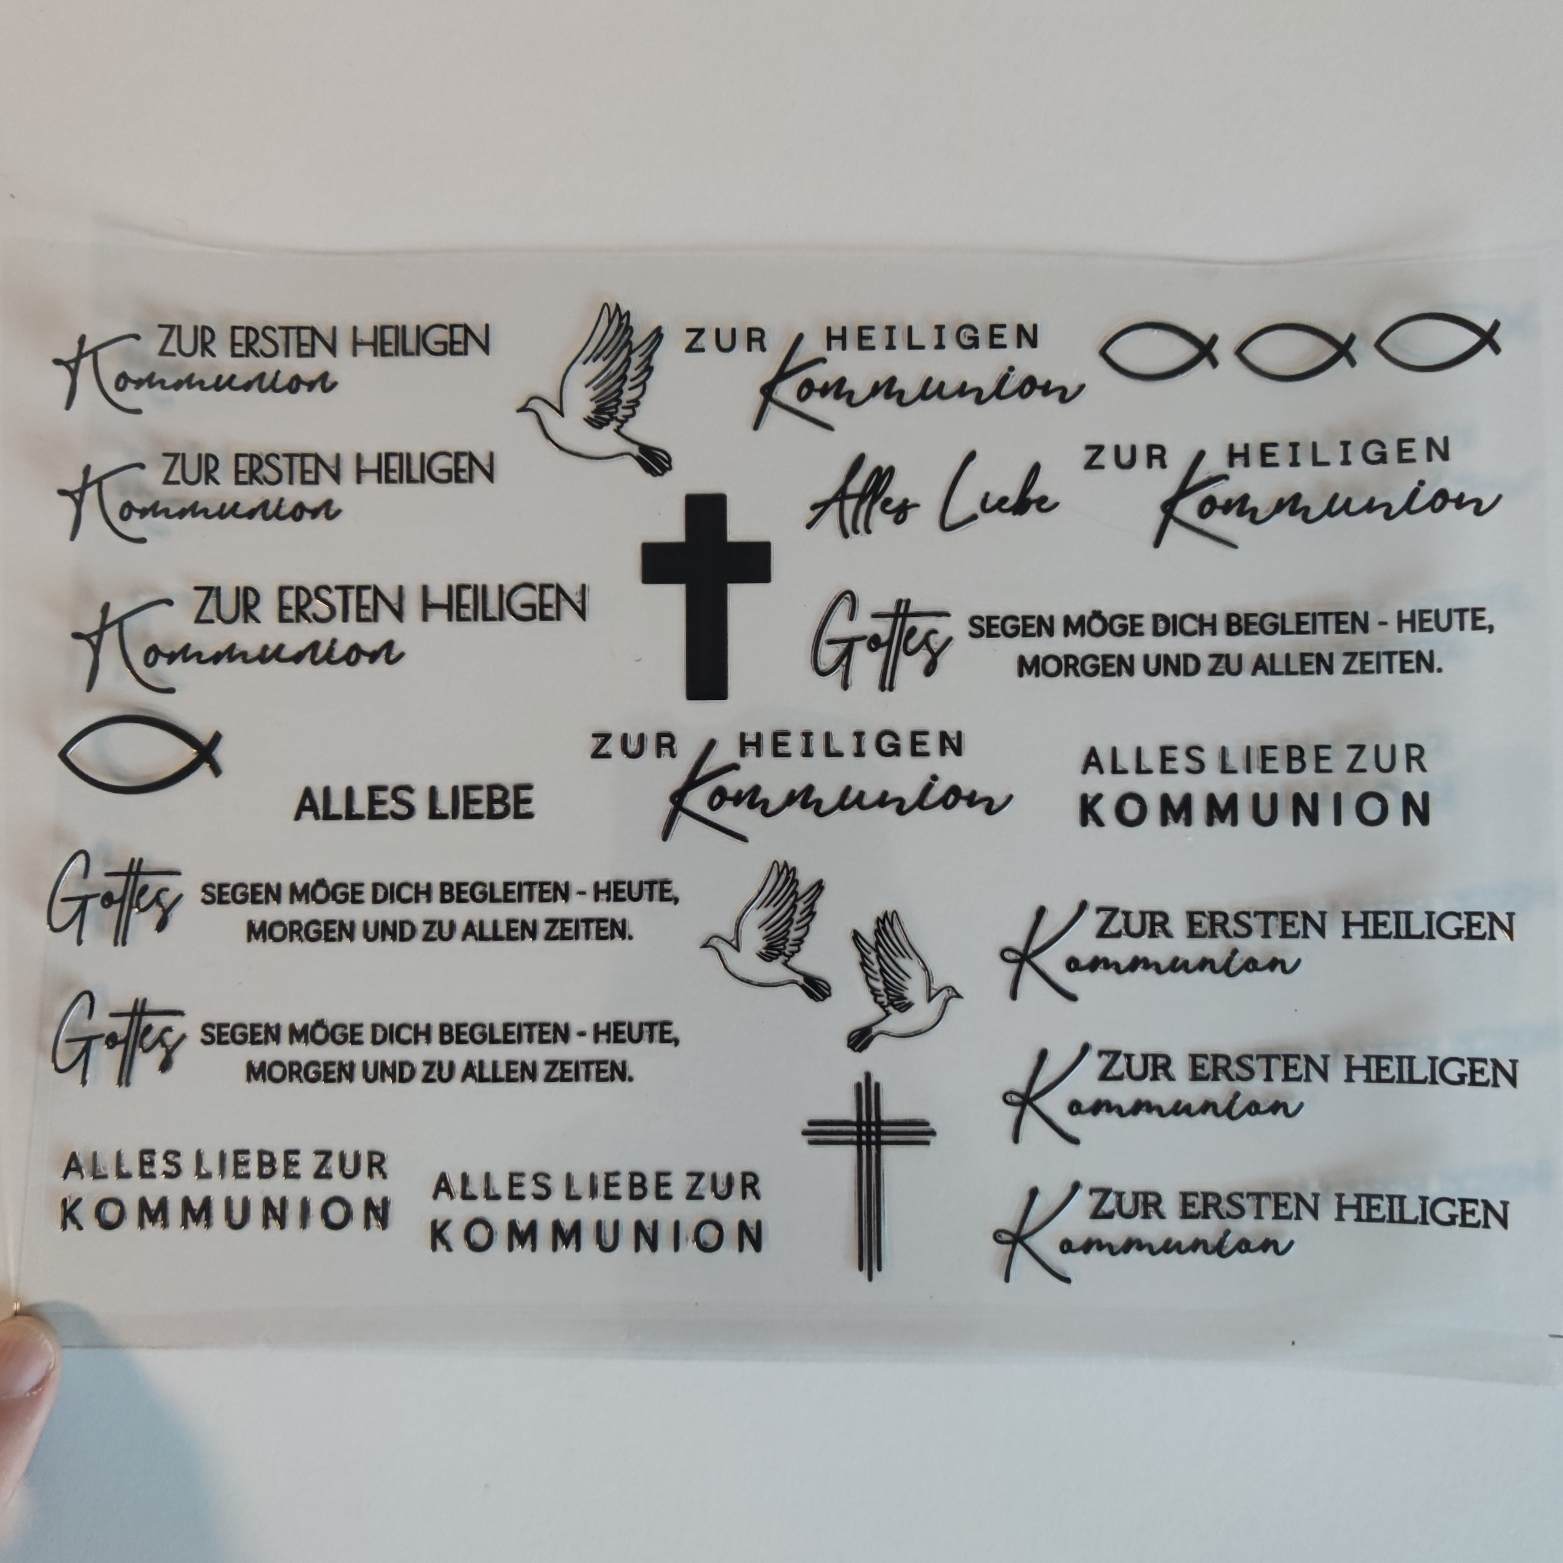 ZUR ERSTEN HEILIGEN
Kommunion
ZUR HEILIGEN
Kommunion
ZUR ERSTEN HEILIGEN
Kommunion
Alles Liebe
ZUR HEILIGEN
Kommunion
ZUR ERSTEN HEILIGEN
Kommunion
Gottes SEGEN MÖGE DICH BEGLEITEN - HEUTE,
MORGEN UND ZU ALLEN ZEITEN.
ALLES LIEBE
ZUR HEILIGEN
Kommunion
ALLES LIEBE ZUR
KOMMUNION
Gottes SEGEN MÖGE DICH BEGLEITEN - HEUTE,
MORGEN UND ZU ALLEN ZEITEN.
ZUR ERSTEN HEILIGEN
Kommunion
Gottes SEGEN MÖGE DICH BEGLEITEN - HEUTE,
MORGEN UND ZU ALLEN ZEITEN.
ZUR ERSTEN HEILIGEN
Kommunion
ALLES LIEBE ZUR
KOMMUNION
ALLES LIEBE ZUR
KOMMUNION
ZUR ERSTEN HEILIGEN
Kommunion